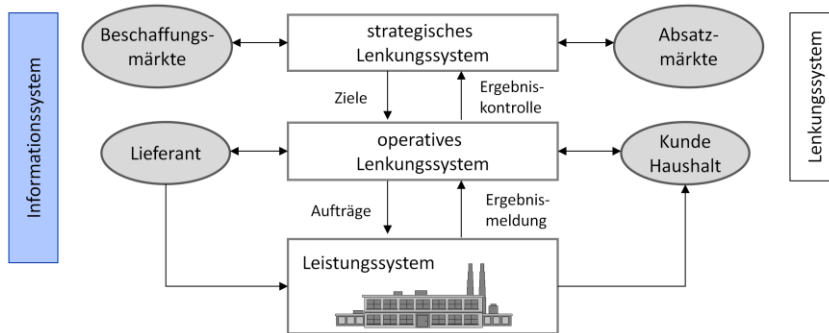 Informationssystem
Beschaffungs-
märkte
strategisches
Lenkungssystem
Absatz-
märkte
Lenkungssystem
Ziele
Ergebnis-
kontrolle
Lieferant
operatives
Lenkungssystem
Kunde
Haushalt
Aufträge
Ergebnis-
meldung
Leistungssystem